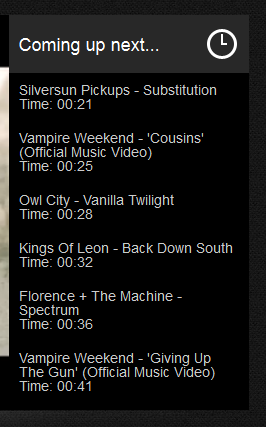 Coming up next...
Silversun Pickups - Substitution
Time: 00:21
Vampire Weekend - 'Cousins'
(Official Music Video)
Time: 00:25
Owl City - Vanilla Twilight
Time: 00:28
Kings Of Leon - Back Down South
Time: 00:32
Florence + The Machine -
Spectrum
Time: 00:36
Vampire Weekend - 'Giving Up
The Gun' (Official Music Video)
Time: 00:41